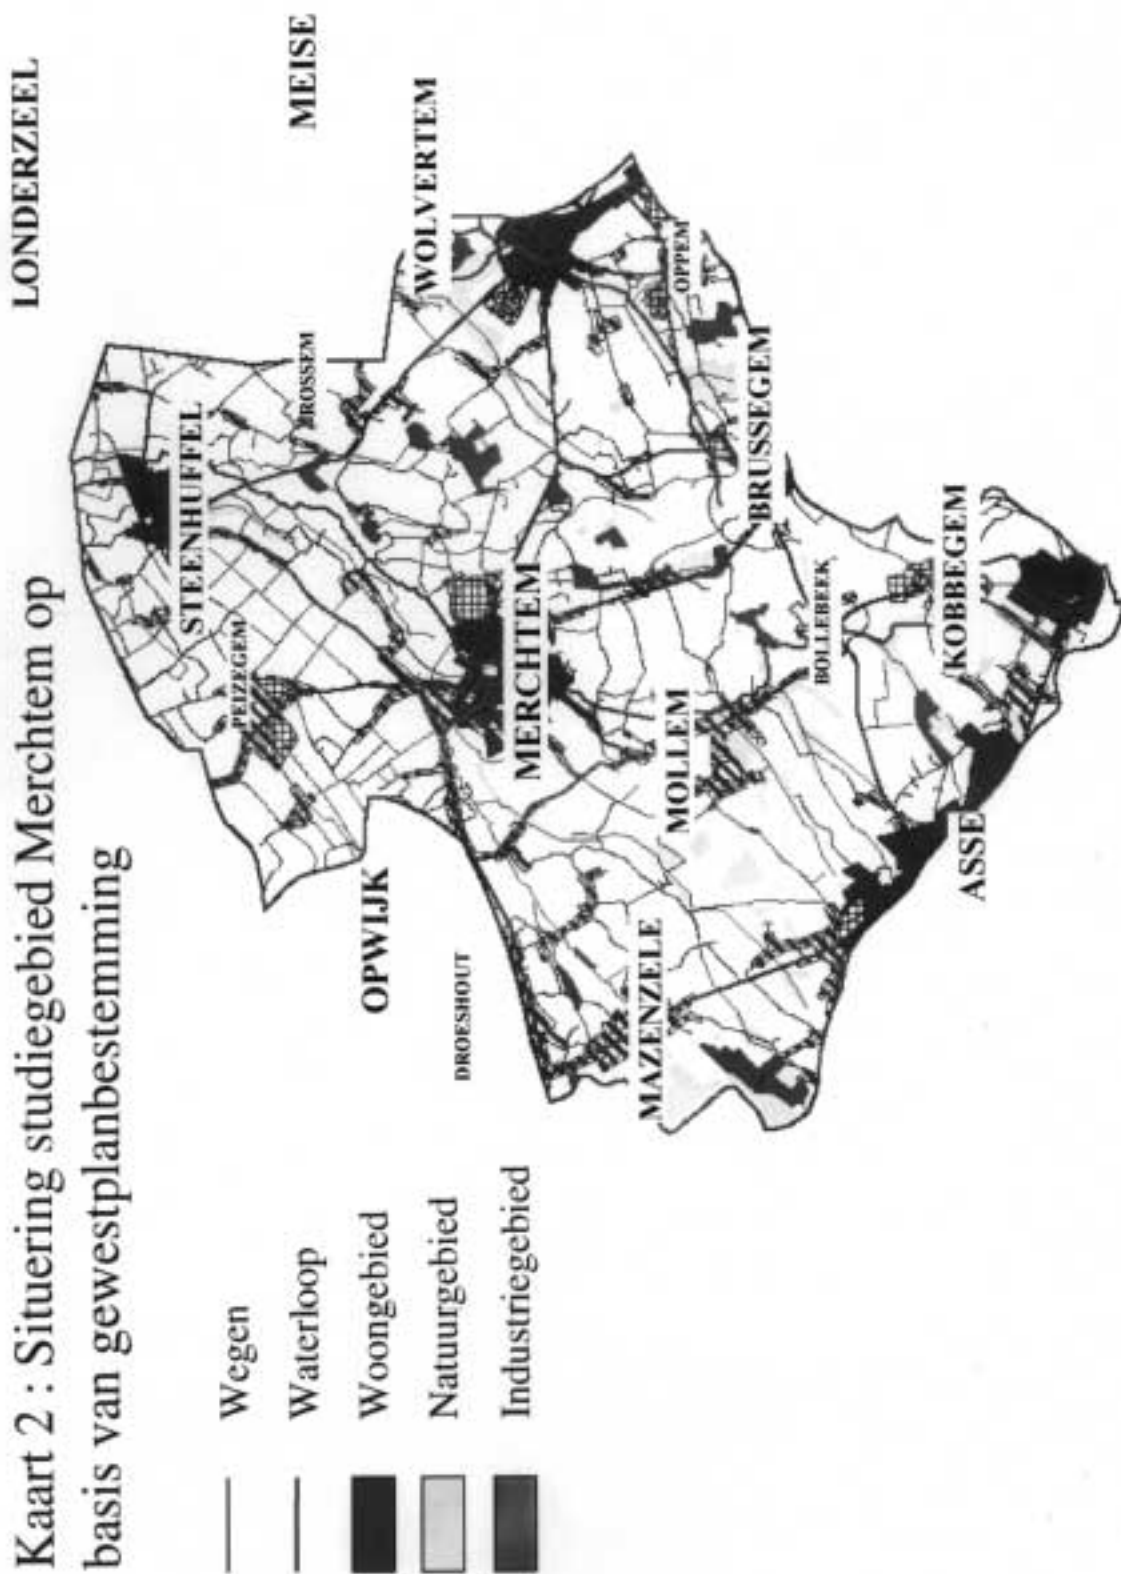 Kaart 2 : Situering studiegebied Merchtem op
basis van gewestplanbestemming
LONDERZEEL
MEISE
WOLVERTEM
STEENHUFFEL
ROSSEM
PEIZEGEM
OPPEM
MERCHTEM
BRUSSEGEM
OPWIJK
DROESHOUT
MOLLEM
BOLLEBEEK
KOBBEGEM
MAZENZELE
ASSE
Wegen
Waterloop
Woongebied
Natuurgebied
Industriegebied